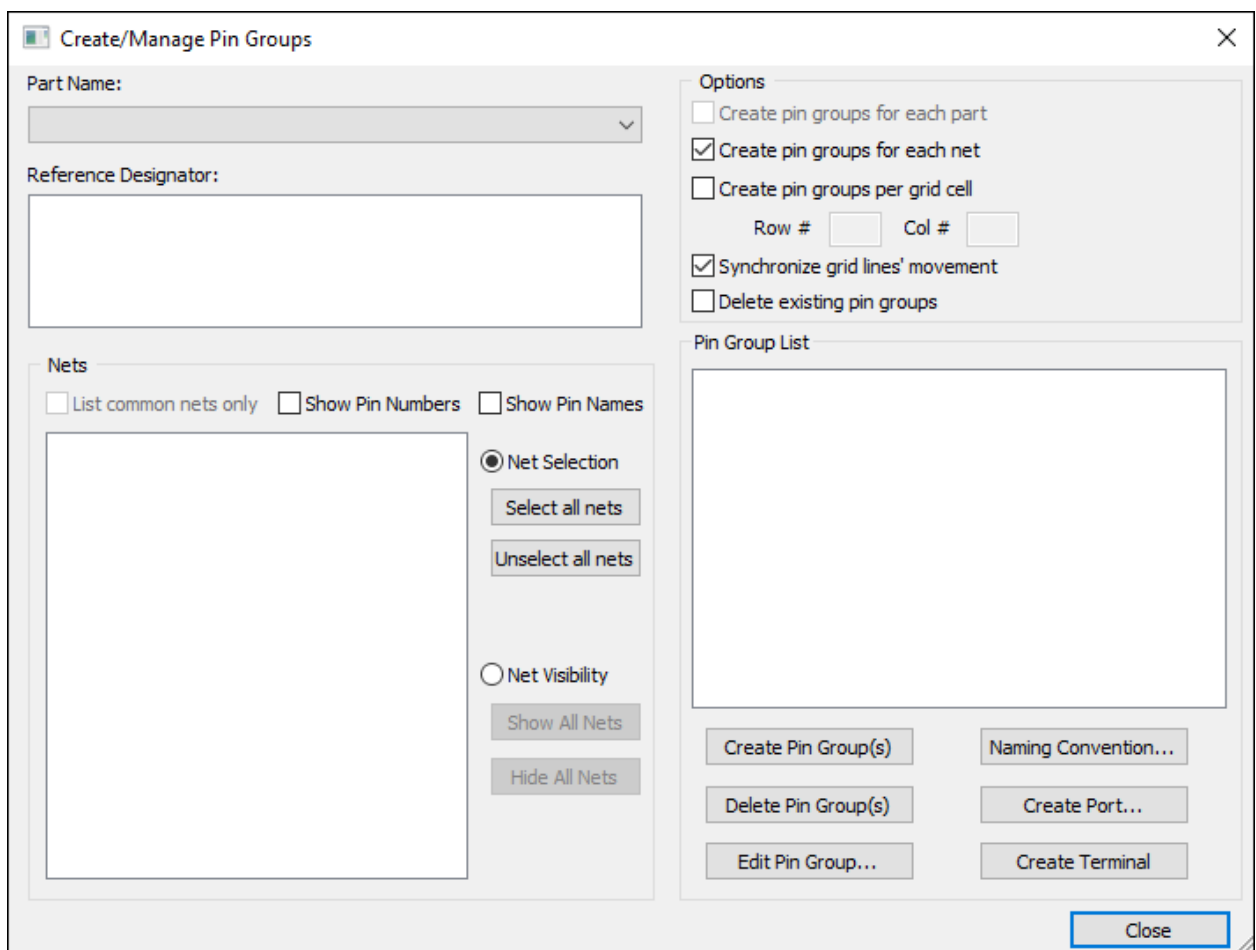 Create/Manage Pin Groups
Part Name:
Reference Designator:
Options
Create pin groups for each part
Create pin groups for each net
Create pin groups per grid cell
Row # Col #
Synchronize grid lines' movement
Delete existing pin groups
Nets
List common nets only Show Pin Numbers Show Pin Names
Net Selection
Select all nets
Unselect all nets
Net Visibility
Show All Nets
Hide All Nets
Pin Group List
Create Pin Group(s) Naming Convention...
Delete Pin Group(s) Create Port...
Edit Pin Group... Create Terminal
Close